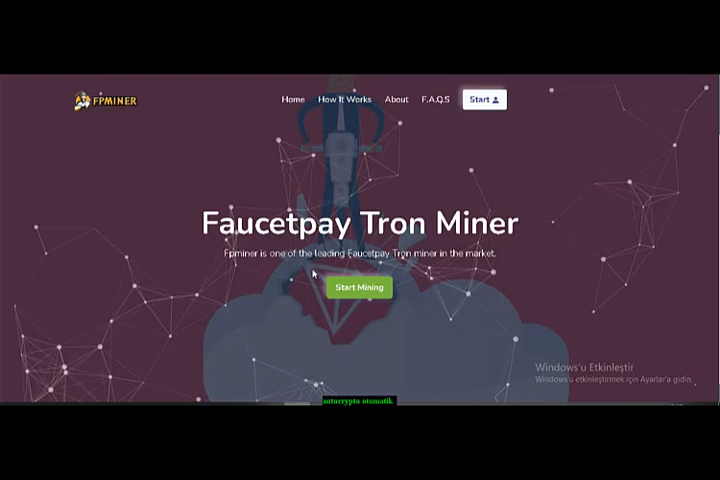 FPMINER
Home How It Works About F.A.Q.S Start
Faucetpay Tron Miner
Fpminer is one of the leading Faucetpay Tron miner in the market.
Start Mining
Windows'u Etkinleştir
Windows'u etkinleştirmek için Ayarlar'a gidin.
autocrypto otomatik